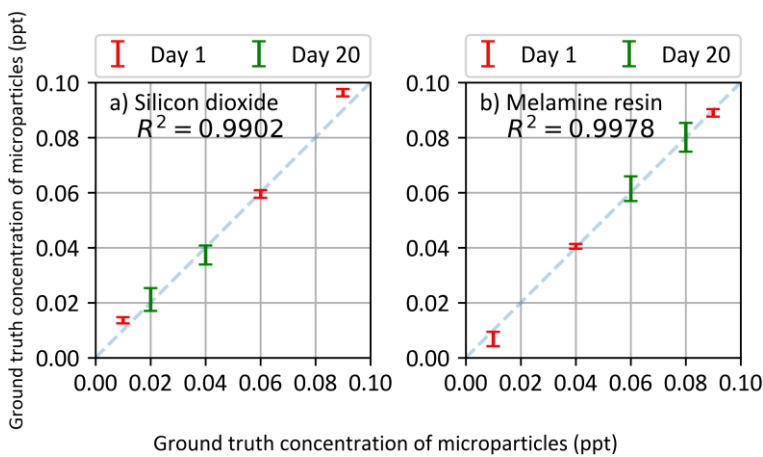 Day 1 Day 20
Day 1 Day 20
Ground truth concentration of microparticles (ppt)
a) Silicon dioxide
R² = 0.9902
0.10
0.08
0.06
0.04
0.02
0.00
0.00 0.02 0.04 0.06 0.08 0.10
b) Melamine resin
R² = 0.9978
0.10
0.08
0.06
0.04
0.02
0.00
0.00 0.02 0.04 0.06 0.08 0.10
Ground truth concentration of microparticles (ppt)